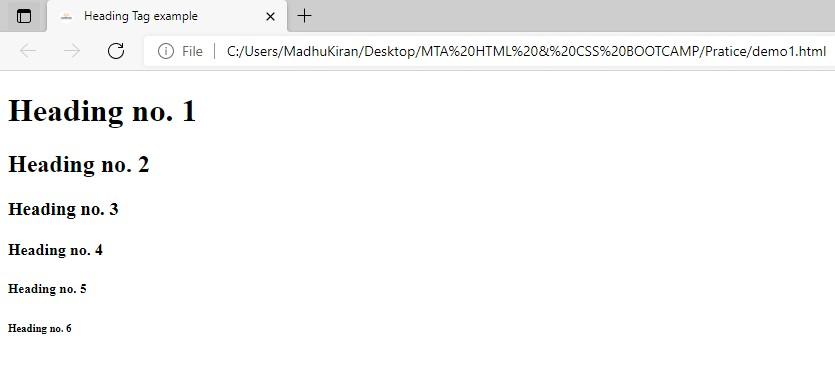 Heading Tag example
File
C:/Users/MadhuKiran/Desktop/MTA%20HTML%20&%20CSS%20BOOTCAMP/Pratice/demo1.html
Heading no. 1
Heading no. 2
Heading no. 3
Heading no. 4
Heading no. 5
Heading no. 6